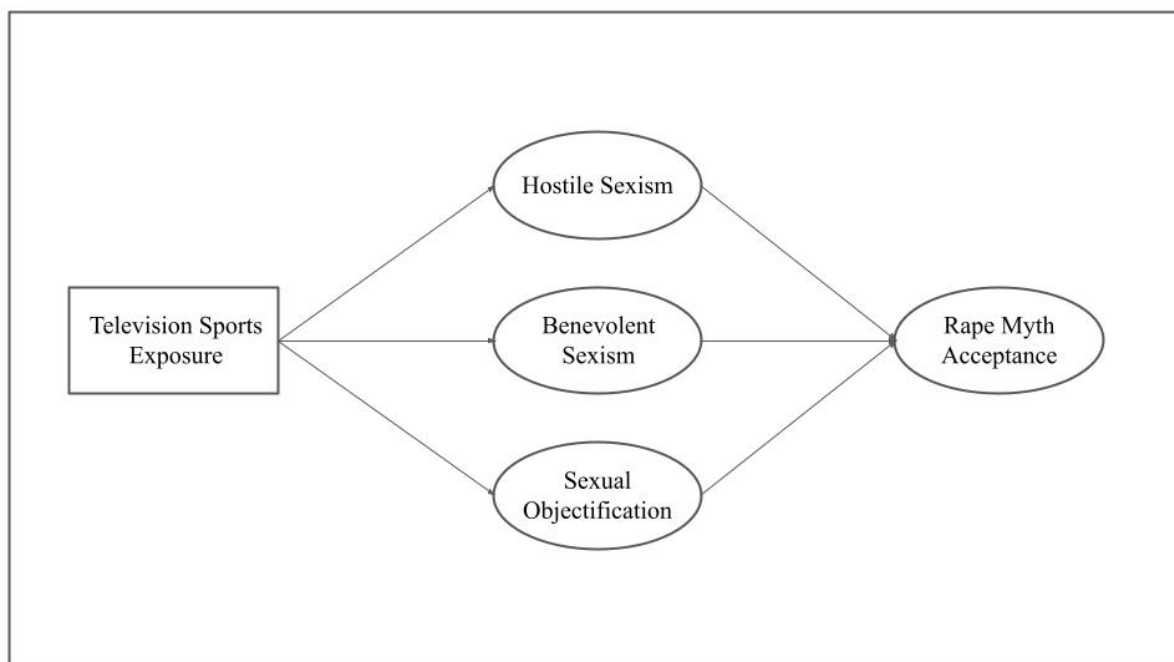 Hostile Sexism
Television Sports
Exposure
Benevolent
Sexism
Rape Myth
Acceptance
Sexual
Objectification